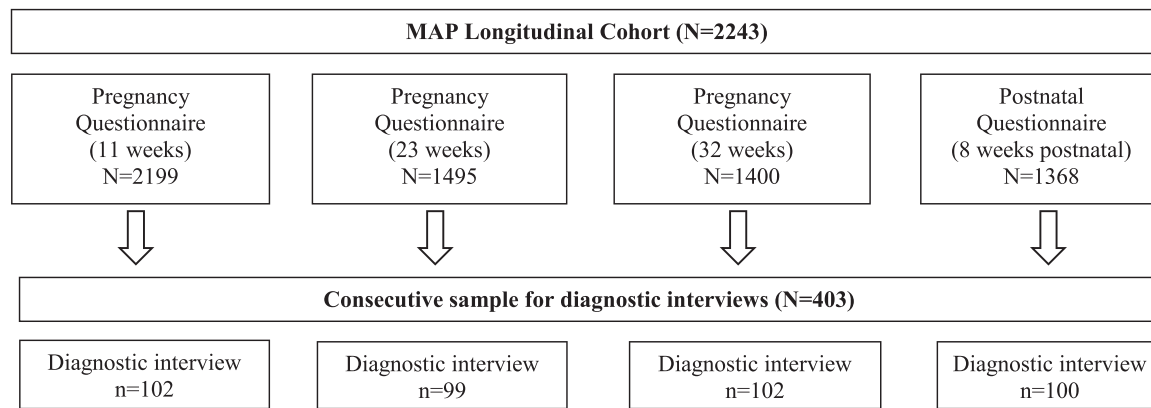 MAP Longitudinal Cohort (N=2243)
Pregnancy
Questionnaire
(11 weeks)
N=2199
Pregnancy
Questionnaire
(23 weeks)
N=1495
Pregnancy
Questionnaire
(32 weeks)
N=1400
Postnatal
Questionnaire
(8 weeks postnatal)
N=1368
Consecutive sample for diagnostic interviews (N=403)
Diagnostic interview
n=102
Diagnostic interview
n=99
Diagnostic interview
n=102
Diagnostic interview
n=100